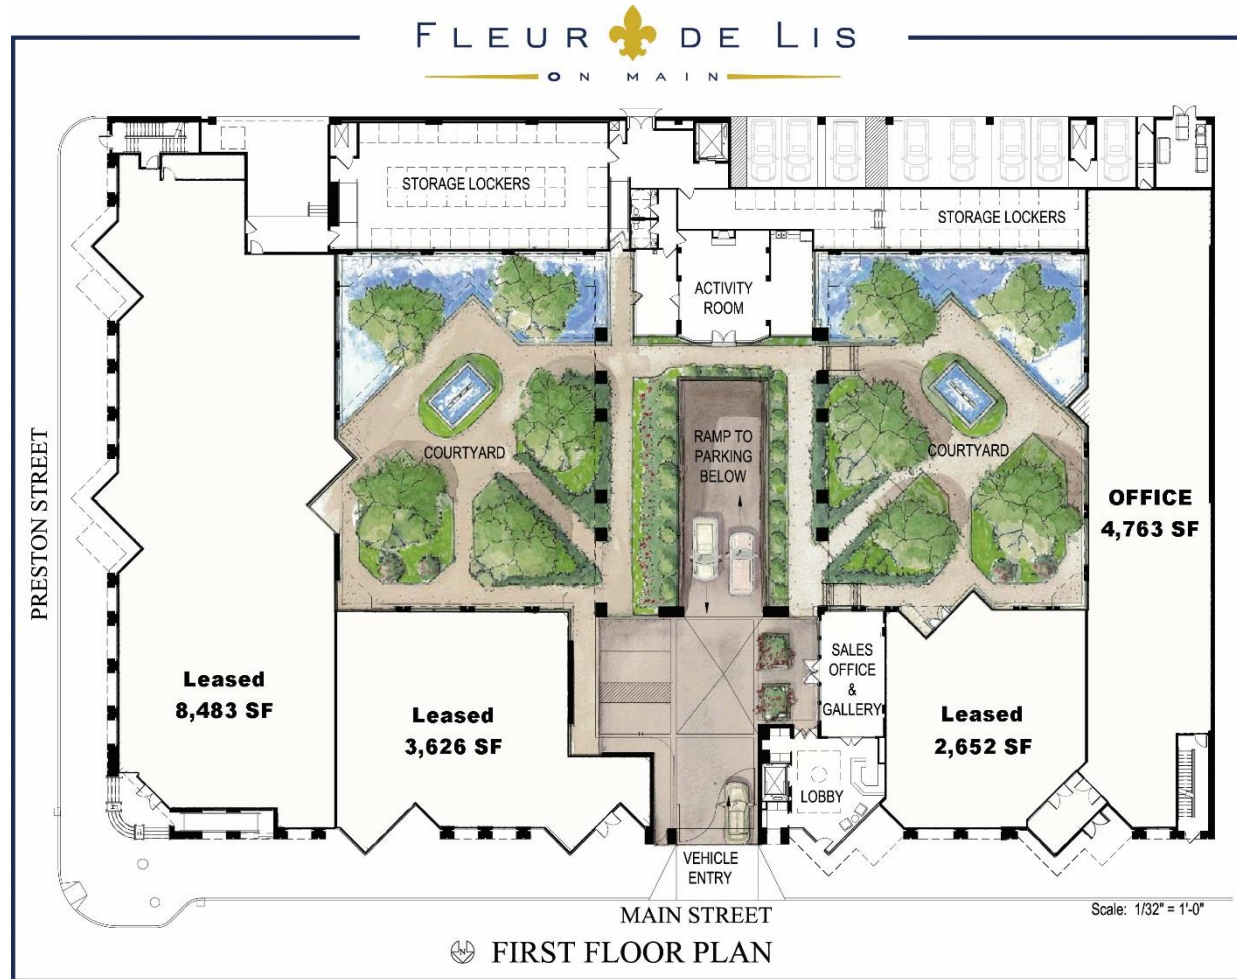 FLEUR DE LIS
ON MAIN
STORAGE LOCKERS
STORAGE LOCKERS
ACTIVITY
ROOM
PRESTON STREET
COURTYARD
RAMP TO
PARKING
BELOW
COURTYARD
OFFICE
4,763 SF
Leased
8,483 SF
Leased
3,626 SF
SALES
OFFICE
&
GALLERY
Leased
2,652 SF
LOBBY
VEHICLE
ENTRY
MAIN STREET
Scale: 1/32" = 1'-0"
N
FIRST FLOOR PLAN